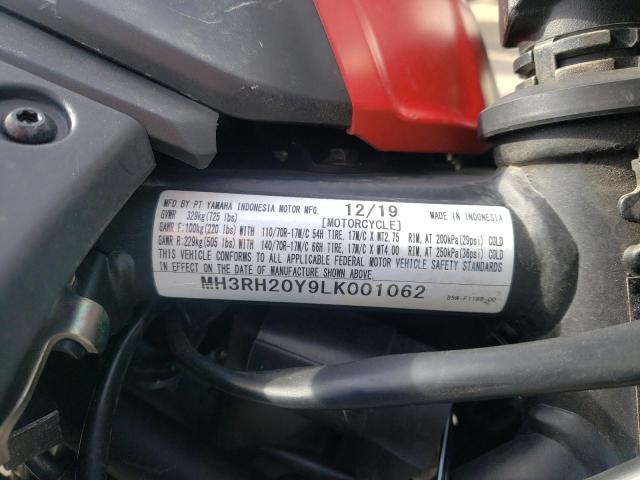 MFD. BY PT YAMAHA INDONESIA MOTOR MFG. 12/19 MADE IN INDONESIA
GVWR 329kg(725 lbs) [MOTORCYCLE]
GAWR F:100kg(220 lbs) WITH 110/70R-17M/C 54H TIRE, 17M/C X MT2.75 RIM, AT 200kPa(29psi) COLD
GAWR R:229kg(505 lbs) WITH 140/70R-17M/C 66H TIRE, 17M/C X MT4.00 RIM, AT 250kPa(36psi) COLD
THIS VEHICLE CONFORMS TO ALL APPLICABLE FEDERAL MOTOR VEHICLE SAFETY STANDARDS
IN EFFECT ON THE DATE OF MANUFACTURE SHOWN ABOVE.
MH3RH20Y9LK001062